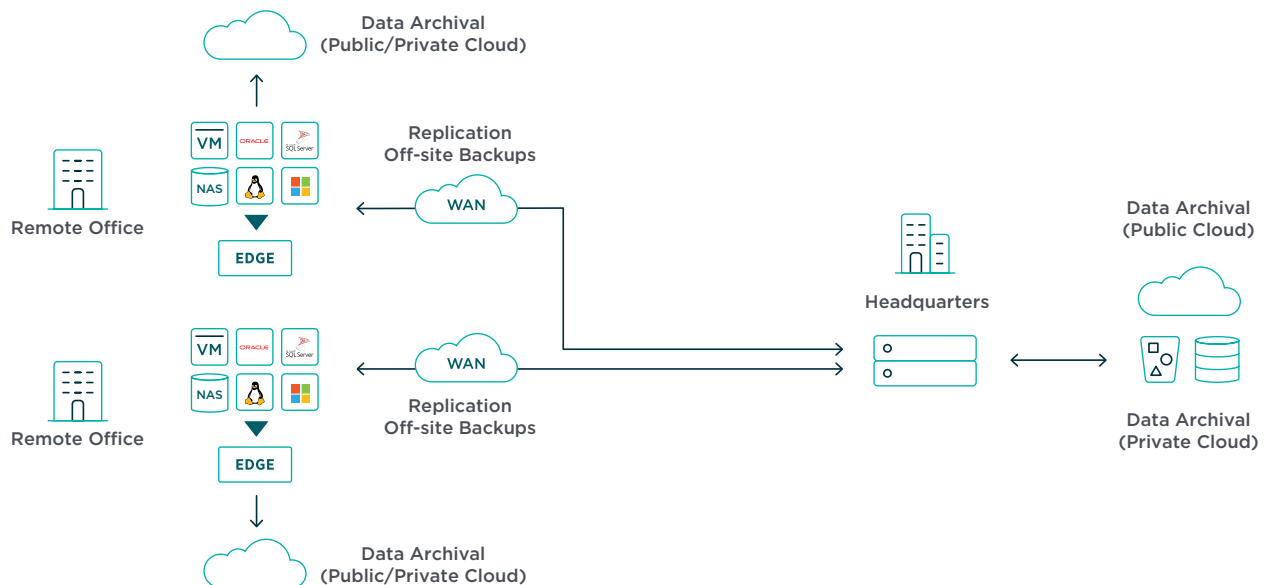 Data Archival
(Public/Private Cloud)
VM
ORACLE
SQL Server
NAS
Remote Office
EDGE
Replication
Off-site Backups
WAN
Headquarters
Data Archival
(Public Cloud)
Data Archival
(Private Cloud)
VM
ORACLE
SQL Server
NAS
Remote Office
EDGE
WAN
Replication
Off-site Backups
Data Archival
(Public/Private Cloud)